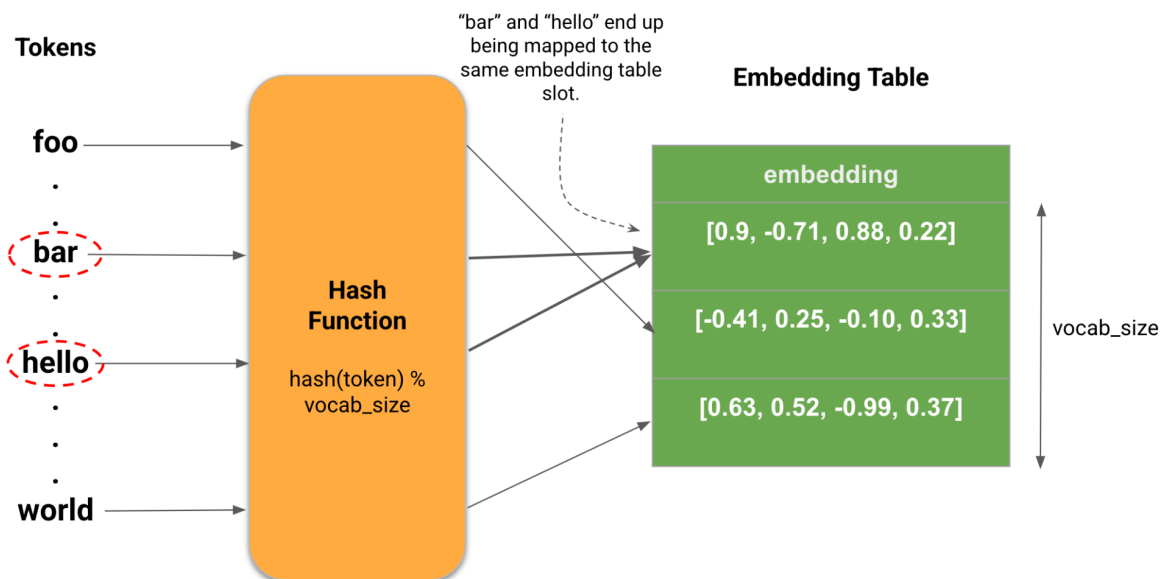 Tokens
“bar” and “hello” end up
being mapped to the
same embedding table
slot.
Embedding Table
foo
bar
hello
world
Hash
Function
hash(token) %
vocab_size
embedding
[0.9, -0.71, 0.88, 0.22]
[-0.41, 0.25, -0.10, 0.33]
[0.63, 0.52, -0.99, 0.37]
vocab_size